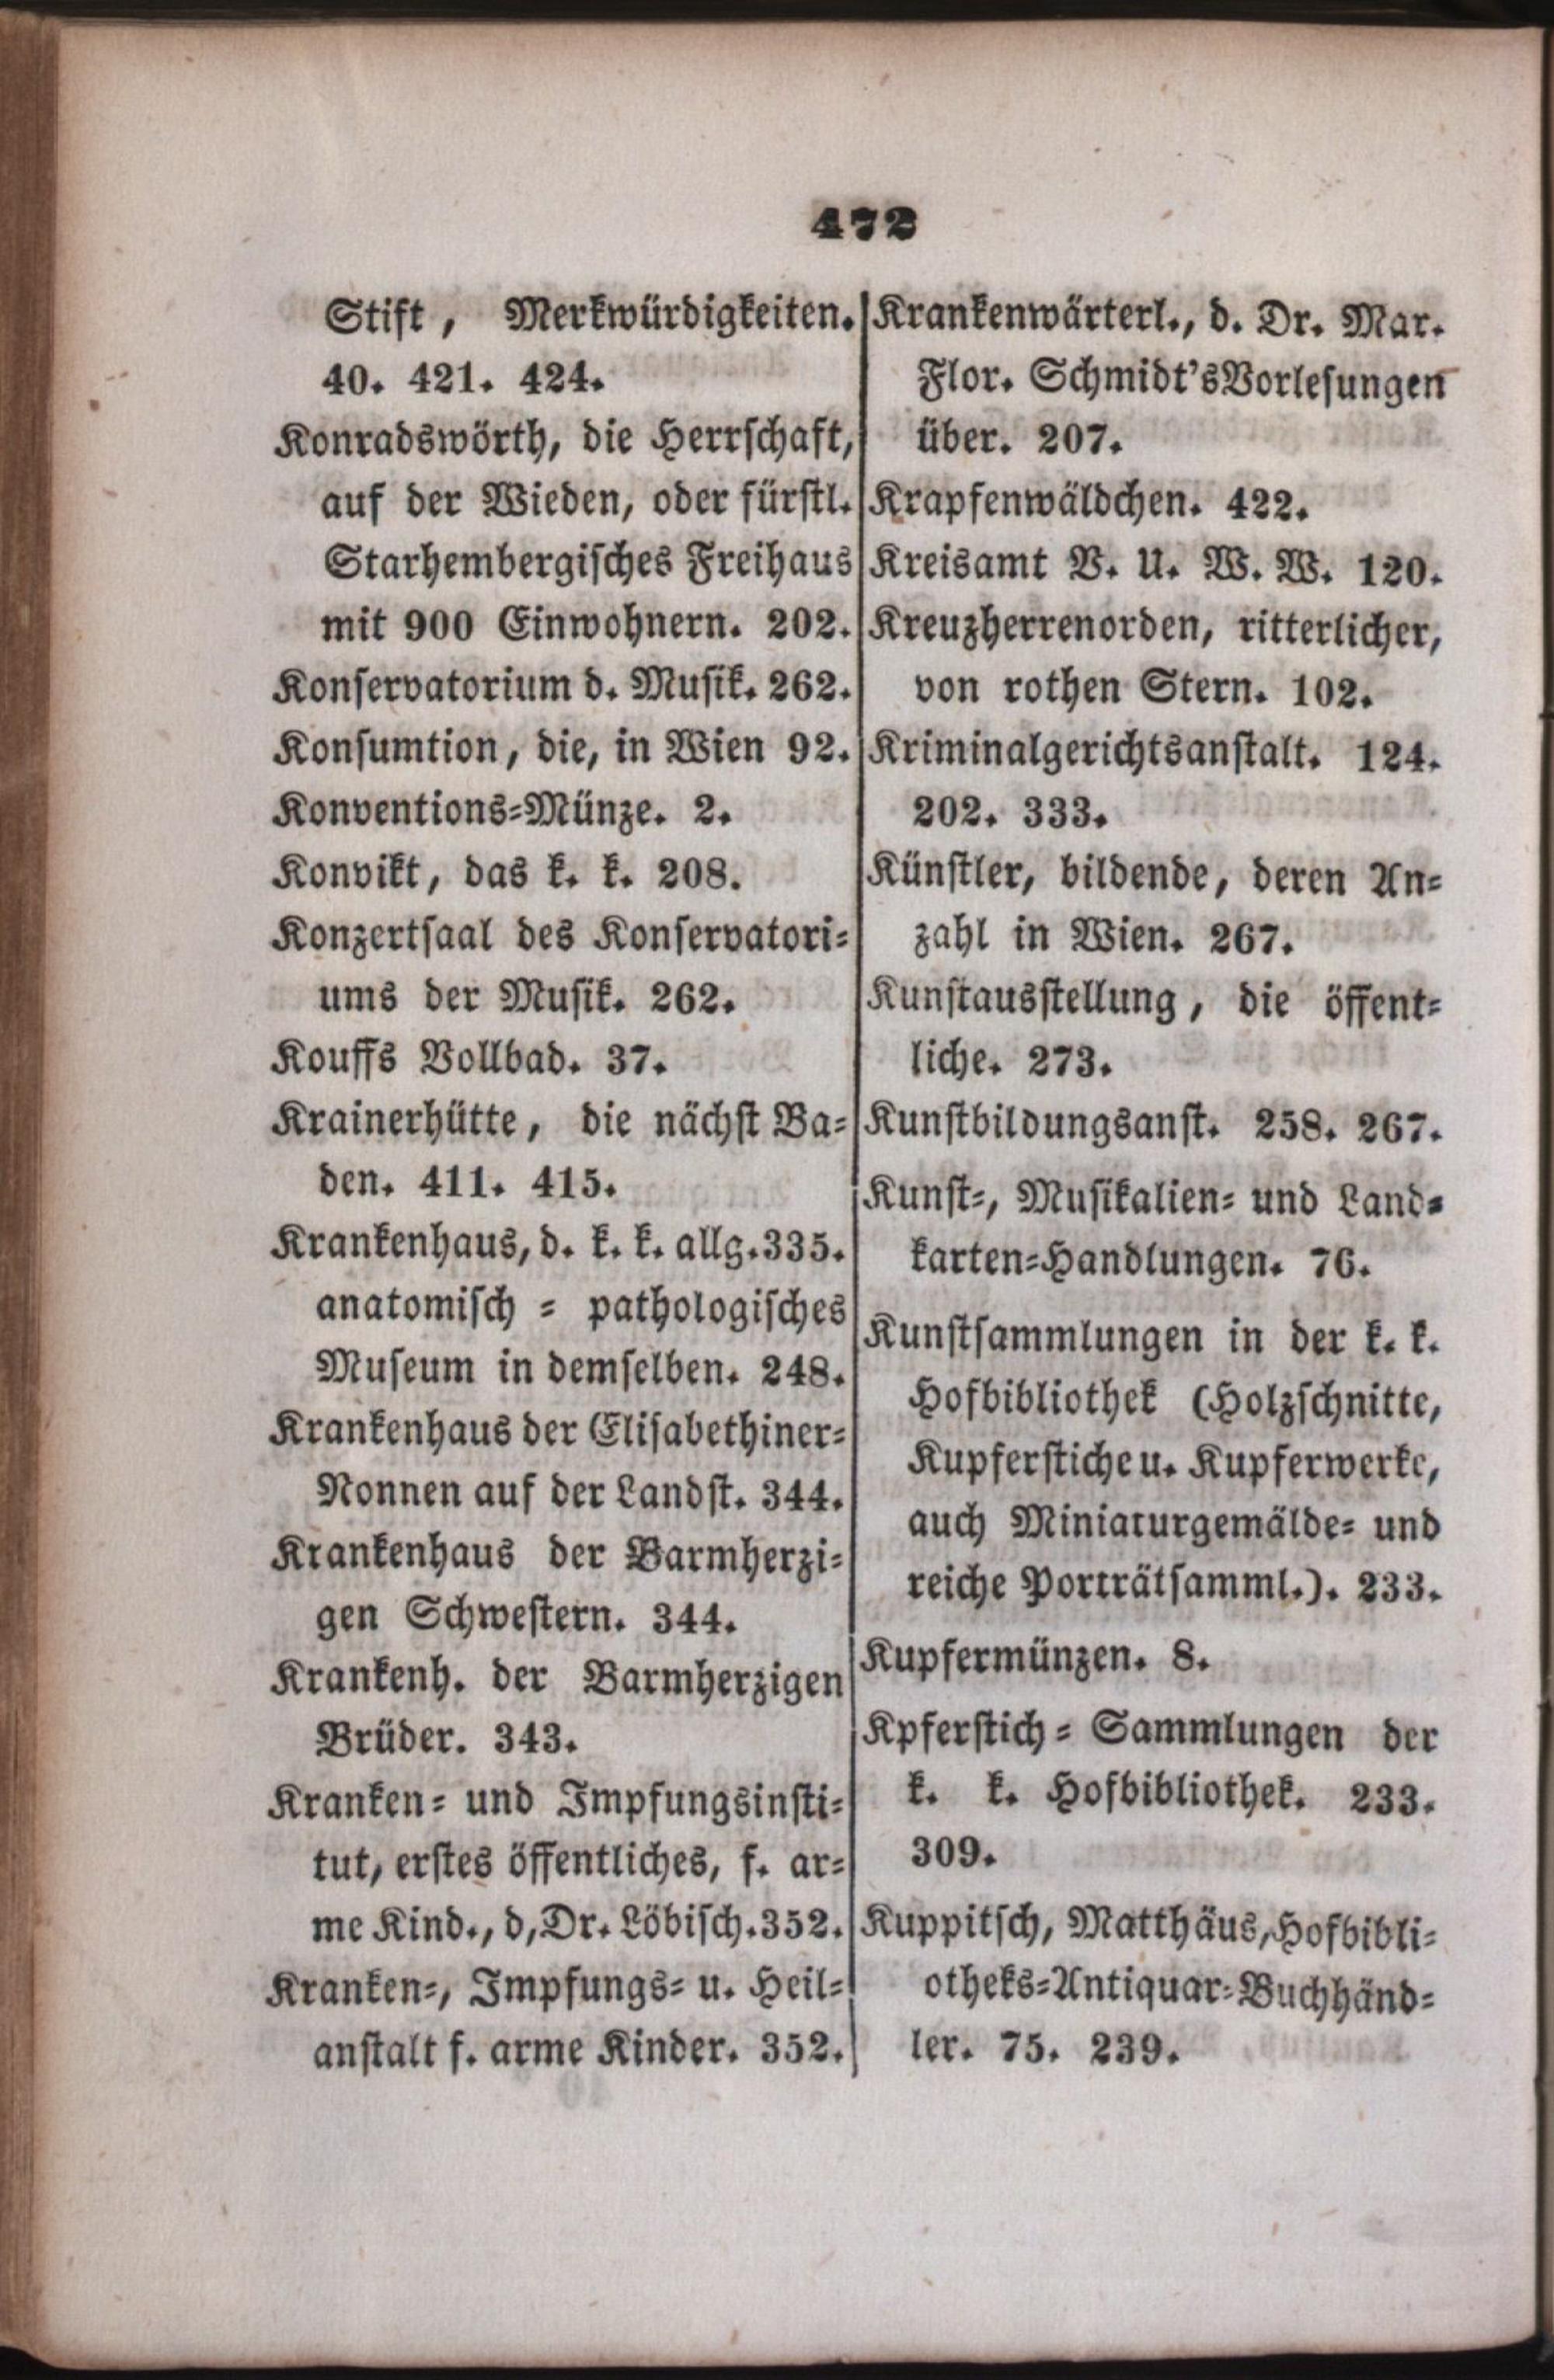 472
Stift, Merkwürdigkeiten.
40. 421. 424.
Konradswörth, die Herrschaft,
auf der Wieden, oder fürstl.
Starhembergisches Freihaus
mit 900 Einwohnern. 202.
Konservatorium d. Musik. 262.
Konsumtion, die, in Wien 92.
Konventions-Münze. 2.
Konvikt, das k. k. 208.
Konzertsaal des Konservatori-
ums der Musik. 262.
Kouffs Vollbad. 37.
Krainerhütte, die nächst Ba-
den. 411. 415.
Krankenhaus, d. k. k. allg. 335.
anatomisch - pathologisches
Museum in demselben. 248.
Krankenhaus der Elisabethiner-
Nonnen auf der Landst. 344.
Krankenhaus der Barmherzi-
gen Schwestern. 344.
Krankenh. der Barmherzigen
Brüder. 343.
Kranken- und Impfungsinsti-
tut, erstes öffentliches, f. ar-
me Kind., d, Dr. Löbisch. 352.
Kranken-, Impfungs- u. Heil-
anstalt f. arme Kinder. 352.
Krankenwärterl., d. Dr. Mar.
Flor. Schmidt's Vorlesungen
über. 207.
Krapfenwäldchen. 422.
Kreisamt V. U. W. W. 120.
Kreuzherrenorden, ritterlicher,
von rothen Stern. 102.
Kriminalgerichtsanstalt. 124.
202. 333.
Künstler, bildende, deren An-
zahl in Wien. 267.
Kunstausstellung, die öffent-
liche. 273.
Kunstbildungsanst. 258. 267.
Kunst-, Musikalien- und Land-
karten-Handlungen. 76.
Kunstsammlungen in der k. k.
Hofbibliothek (Holzschnitte,
Kupferstiche u. Kupferwerke,
auch Miniaturgemälde- und
reiche Porträtsamml.). 233.
Kupfermünzen. 8.
Kpferstich - Sammlungen der
k. k. Hofbibliothek. 233.
309.
Kuppitsch, Matthäus, Hofbibli-
otheks-Antiquar-Buchhänd-
ler. 75. 239.